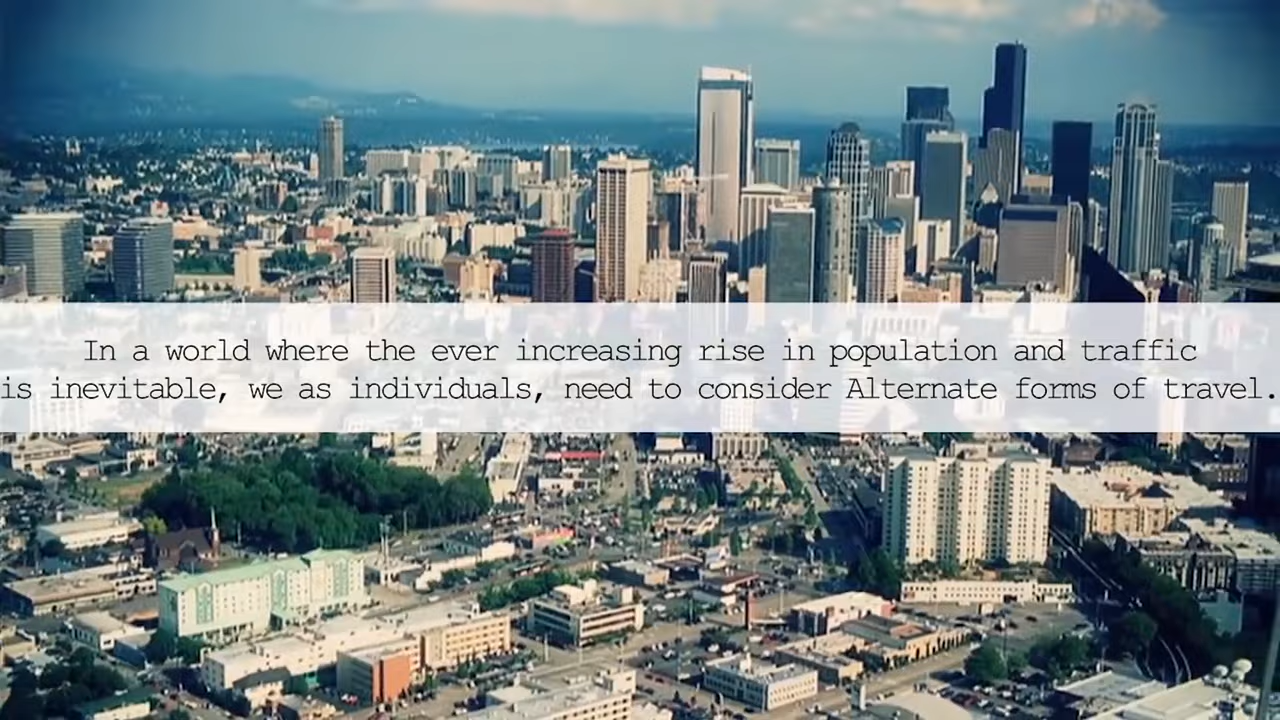 In a world where the ever increasing rise in population and traffic
is inevitable, we as individuals, need to consider Alternate forms of travel.